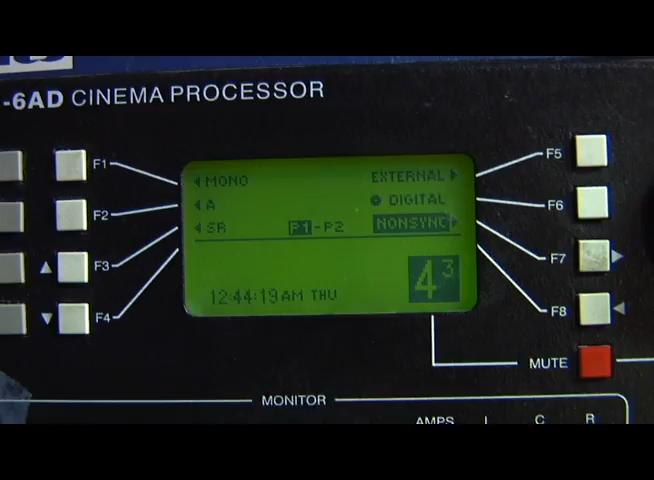 -6AD CINEMA PROCESSOR
F1 MONO EXTERNAL F5
F2 A DIGITAL F6
F3 SR P1-P2 NONSYNC F7
F4 12:44:19 AM THU 4³ F8
MUTE
MONITOR
AMPS L C R